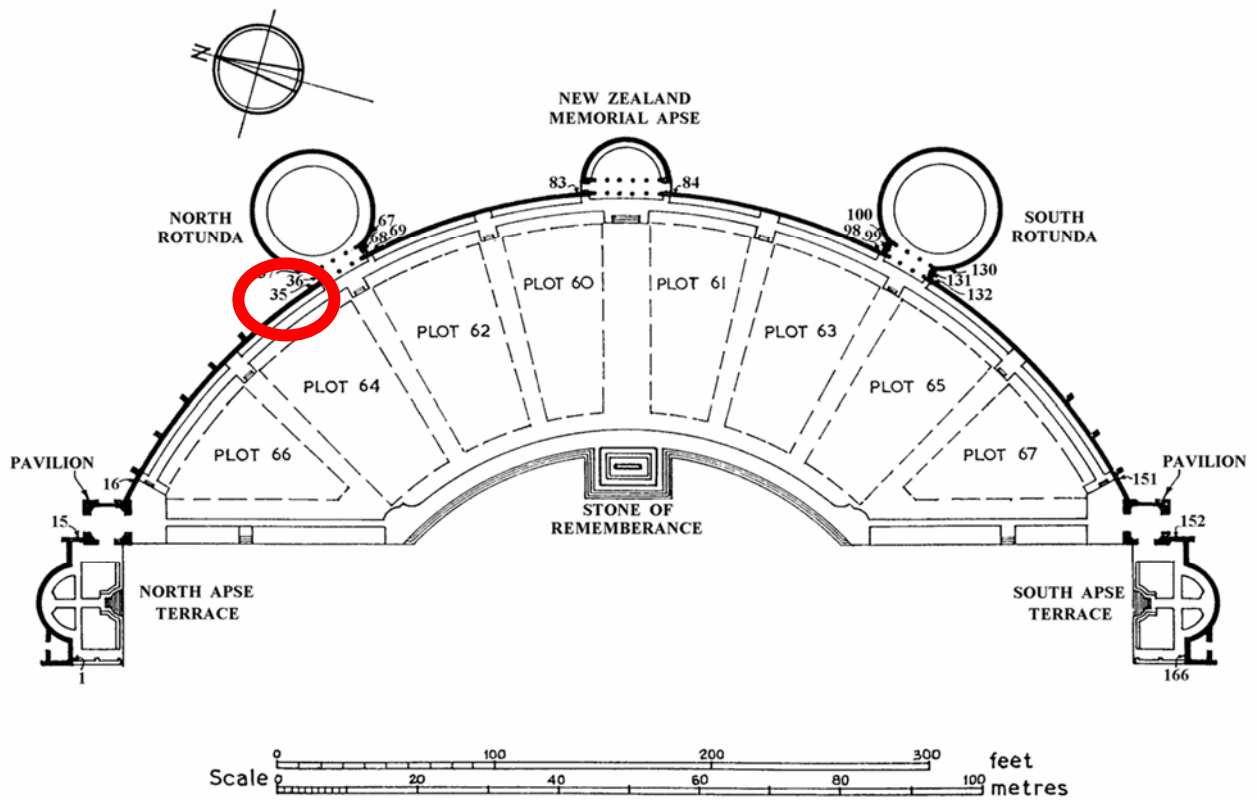 N
NEW ZEALAND
MEMORIAL APSE
83
84
NORTH
ROTUNDA
67
68
69
36
35
100
98
99
SOUTH
ROTUNDA
130
131
132
PLOT 60
PLOT 61
PLOT 62
PLOT 63
PLOT 64
PLOT 65
PLOT 66
PLOT 67
PAVILION
16
15
151
PAVILION
152
STONE OF
REMEMBERANCE
NORTH APSE
TERRACE
SOUTH APSE
TERRACE
1
166
0 100 200 300 feet
Scale 0 20 40 60 80 100 metres